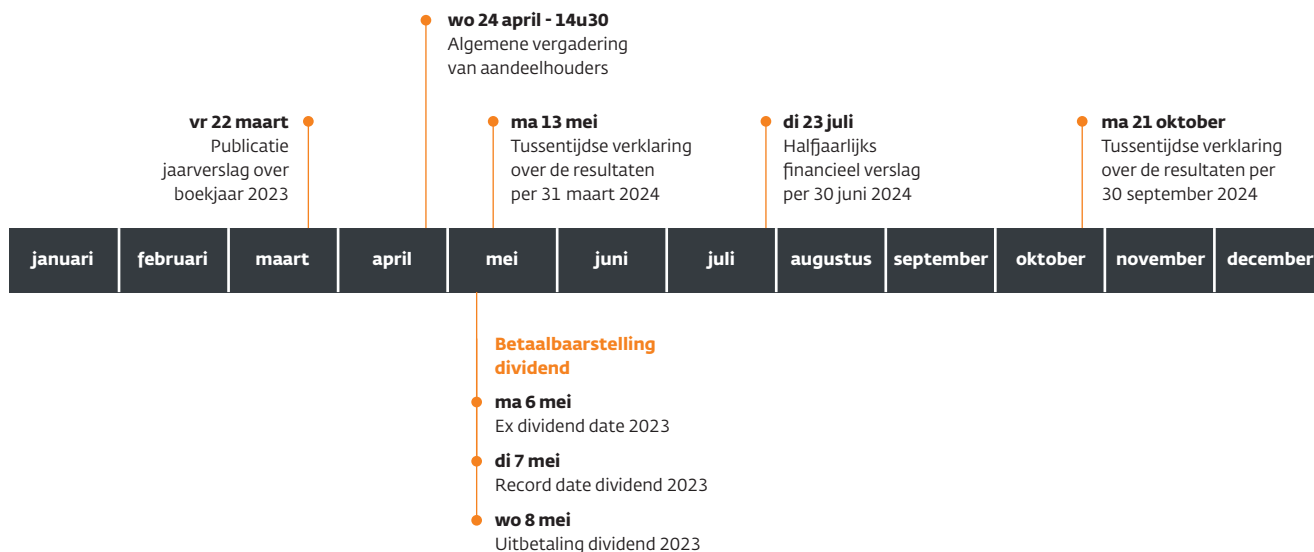 wo 24 april - 14u30
Algemene vergadering
van aandeelhouders
vr 22 maart
Publicatie
jaarverslag over
boekjaar 2023
ma 13 mei
Tussentijdse verklaring
over de resultaten
per 31 maart 2024
di 23 juli
Halfjaarlijks
financieel verslag
per 30 juni 2024
ma 21 oktober
Tussentijdse verklaring
over de resultaten per
30 september 2024
januari februari maart april mei juni juli augustus september oktober november december
Betaalbaarstelling
dividend
ma 6 mei
Ex dividend date 2023
di 7 mei
Record date dividend 2023
wo 8 mei
Uitbetaling dividend 2023